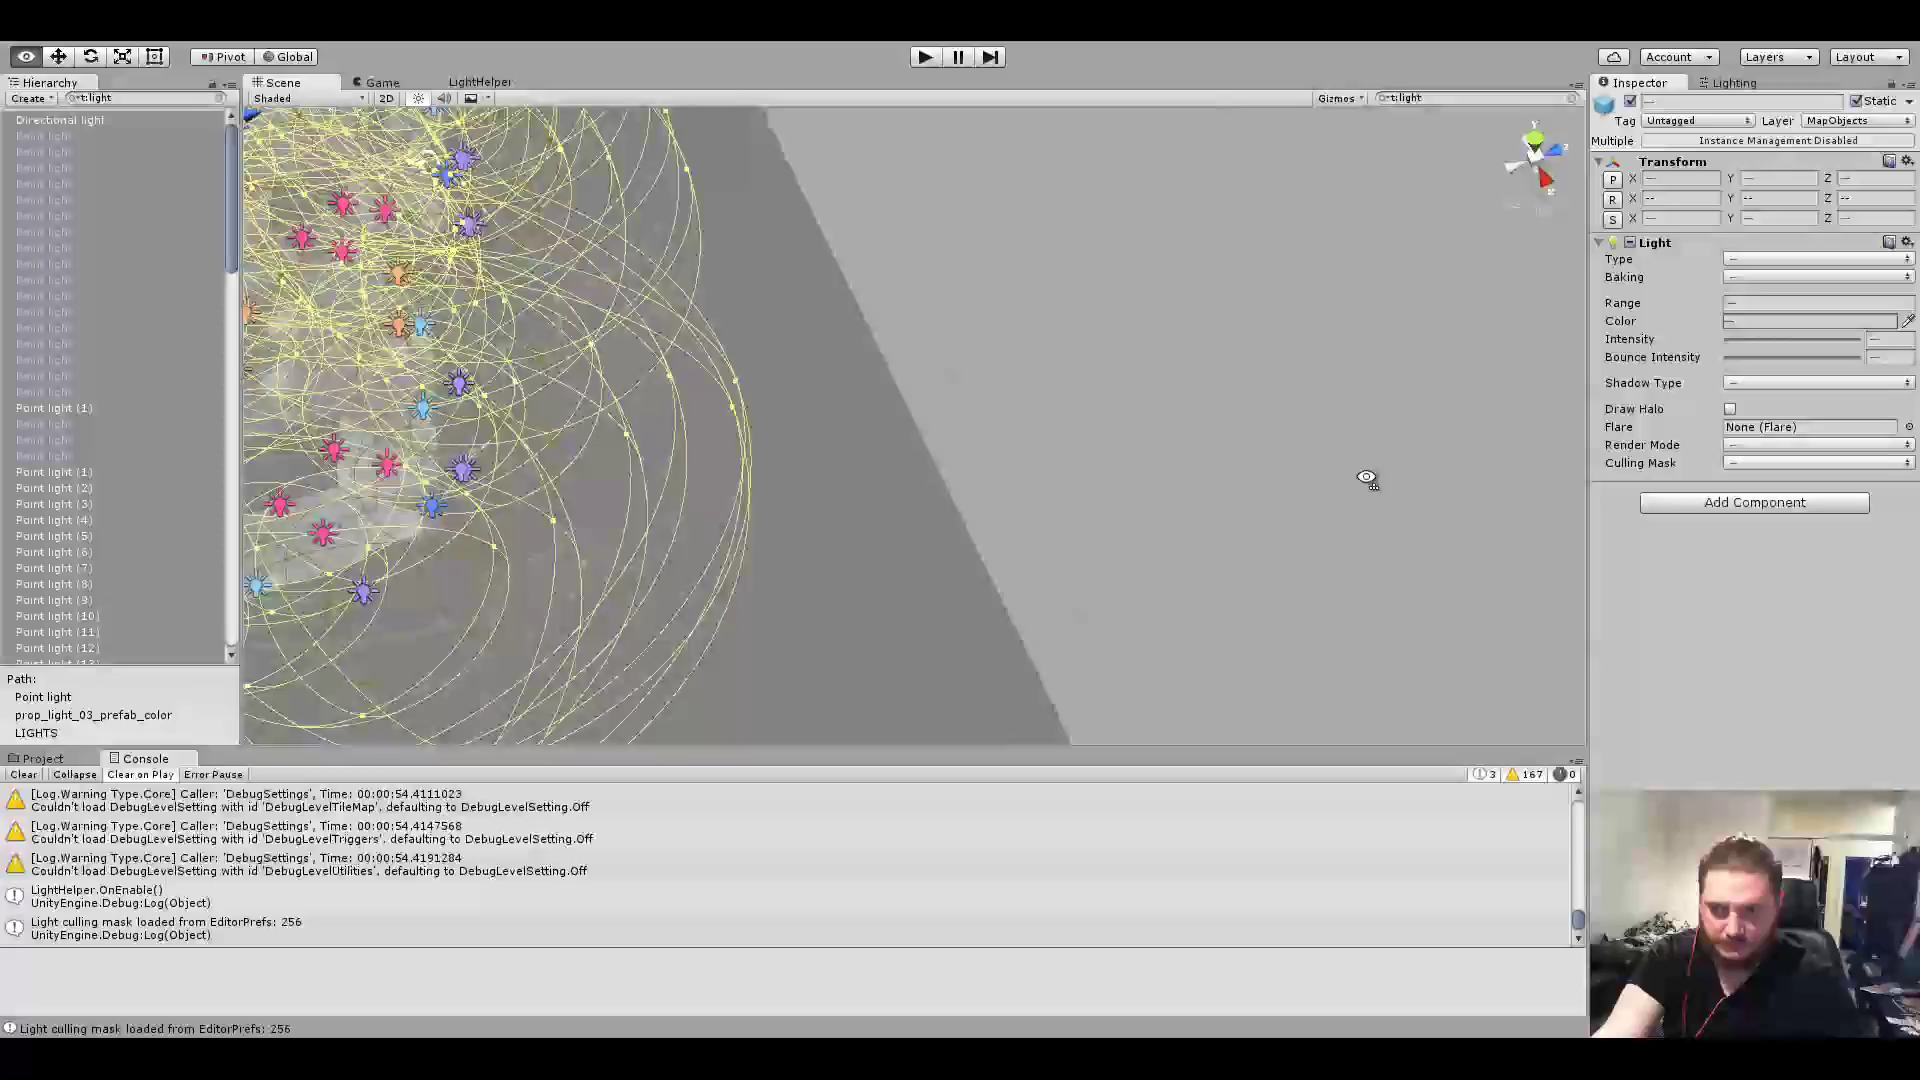 Pivot Global Account Layers Layout
Hierarchy Scene Game LightHelper Inspector Lighting
Create t:light Shaded 2D Gizmos t:light
Static
Tag Untagged Layer MapObjects
Multiple Instance Management Disabled
Transform
P X — Y — Z —
R X -- Y -- Z --
S X — Y — Z —
Light
Type —
Baking —
Range —
Color —
Intensity —
Bounce Intensity —
Shadow Type —
Draw Halo
Flare None (Flare)
Render Mode —
Culling Mask —
Add Component
Directional light
Point light (1)
Point light (1)
Point light (2)
Point light (3)
Point light (4)
Point light (5)
Point light (6)
Point light (7)
Point light (8)
Point light (9)
Point light (10)
Point light (11)
Point light (12)
Path:
Point light
prop_light_03_prefab_color
LIGHTS
Project Console
Clear Collapse Clear on Play Error Pause 3 167 0
[Log.Warning Type.Core] Caller: 'DebugSettings', Time: 00:00:54.4111023
Couldn't load DebugLevelSetting with id 'DebugLevelTileMap', defaulting to DebugLevelSetting.Off
[Log.Warning Type.Core] Caller: 'DebugSettings', Time: 00:00:54.4147568
Couldn't load DebugLevelSetting with id 'DebugLevelTriggers', defaulting to DebugLevelSetting.Off
[Log.Warning Type.Core] Caller: 'DebugSettings', Time: 00:00:54.4191284
Couldn't load DebugLevelSetting with id 'DebugLevelUtilities', defaulting to DebugLevelSetting.Off
LightHelper.OnEnable()
UnityEngine.Debug:Log(Object)
Light culling mask loaded from EditorPrefs: 256
UnityEngine.Debug:Log(Object)
Light culling mask loaded from EditorPrefs: 256